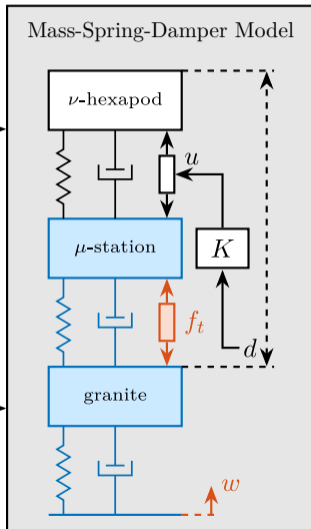 Mass-Spring-Damper Model
ν-hexapod
u
μ-station
K
f_t
d
granite
w